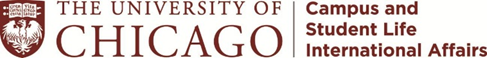 THE UNIVERSITY OF
CHICAGO
Campus and
Student Life
International Affairs